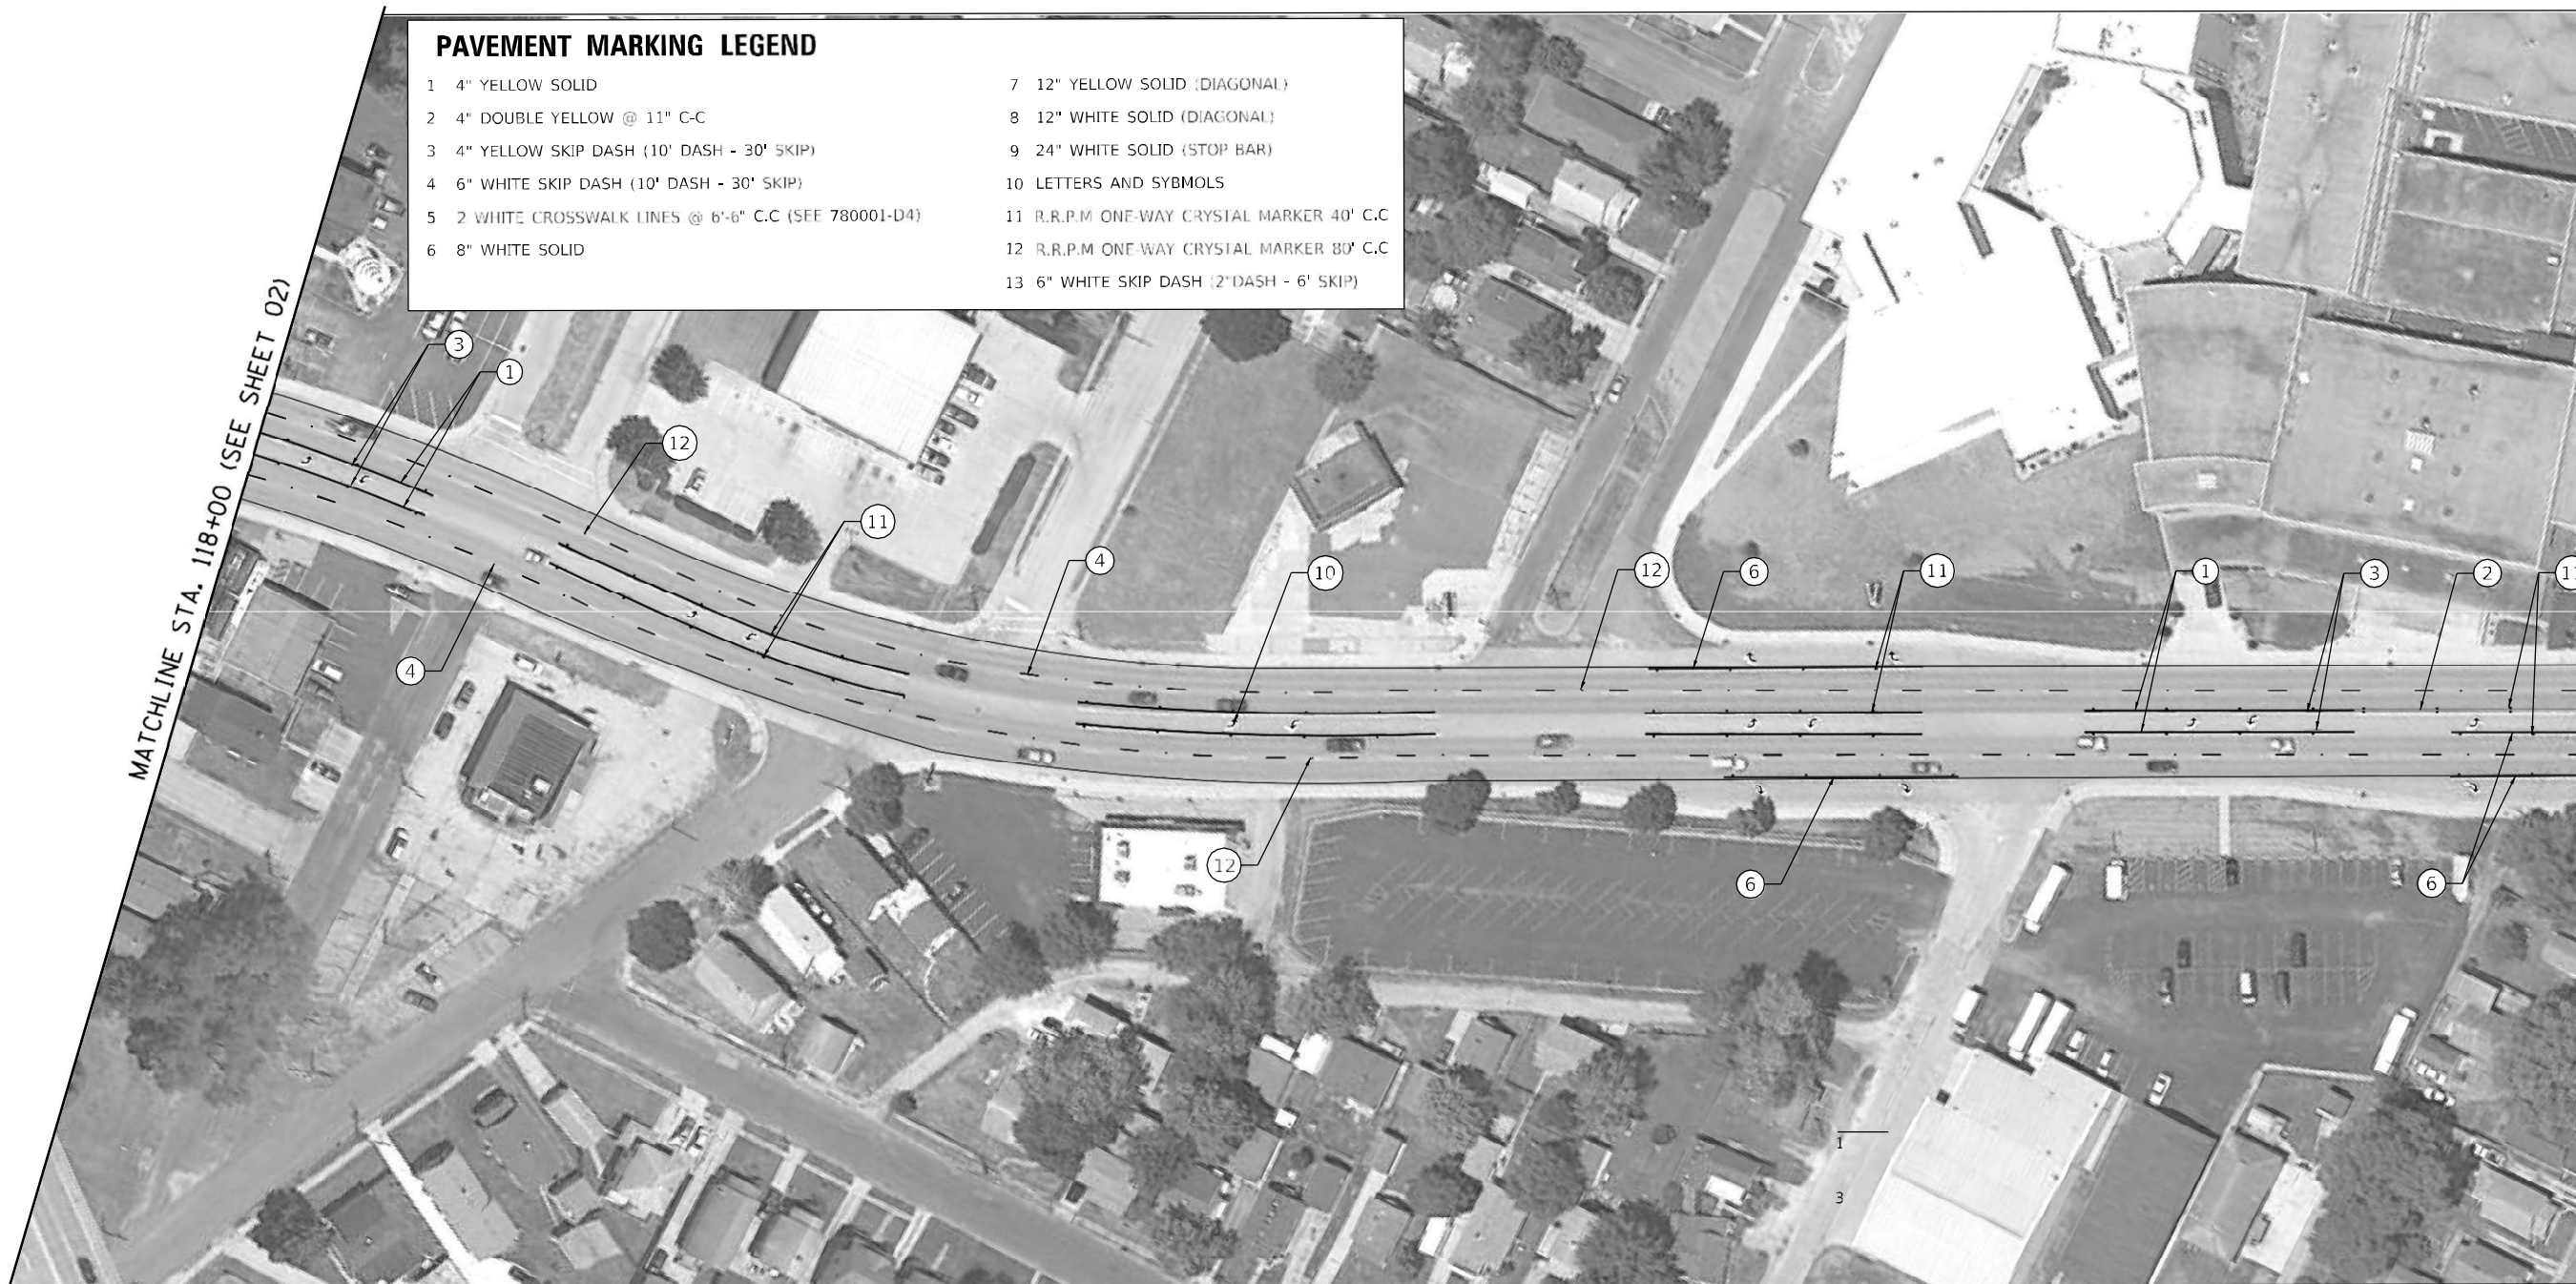 PAVEMENT MARKING LEGEND
1 4" YELLOW SOLID
2 4" DOUBLE YELLOW @ 11" C-C
3 4" YELLOW SKIP DASH (10' DASH - 30' SKIP)
4 6" WHITE SKIP DASH (10' DASH - 30' SKIP)
5 2 WHITE CROSSWALK LINES @ 6'-6" C.C (SEE 780001-D4)
6 8" WHITE SOLID
7 12" YELLOW SOLID (DIAGONAL)
8 12" WHITE SOLID (DIAGONAL)
9 24" WHITE SOLID (STOP BAR)
10 LETTERS AND SYBMOLS
11 R.R.P.M ONE-WAY CRYSTAL MARKER 40' C.C
12 R.R.P.M ONE-WAY CRYSTAL MARKER 80' C.C
13 6" WHITE SKIP DASH (2"DASH - 6' SKIP)
MATCHLINE STA. 118+00 (SEE SHEET 02)
3
1
12
11
4
4
10
12
6
11
1
3
2
12
6
6
1
3